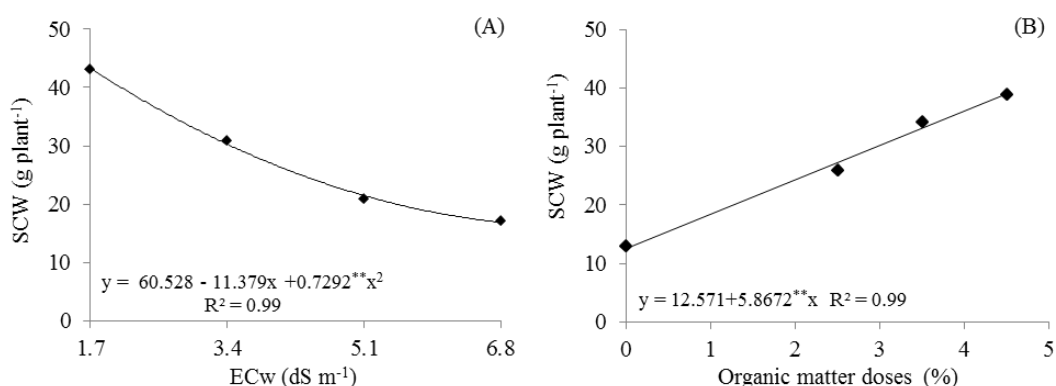 (A)
50
40
30
20
10
0
SCW (g plant⁻¹)
y = 60.528 - 11.379x +0.7292**x²
R² = 0.99
1.7 3.4 5.1 6.8
ECw (dS m⁻¹)
(B)
50
40
30
20
10
0
SCW (g plant⁻¹)
y = 12.571+5.8672**x R² = 0.99
0 1 2 3 4 5
Organic matter doses (%)